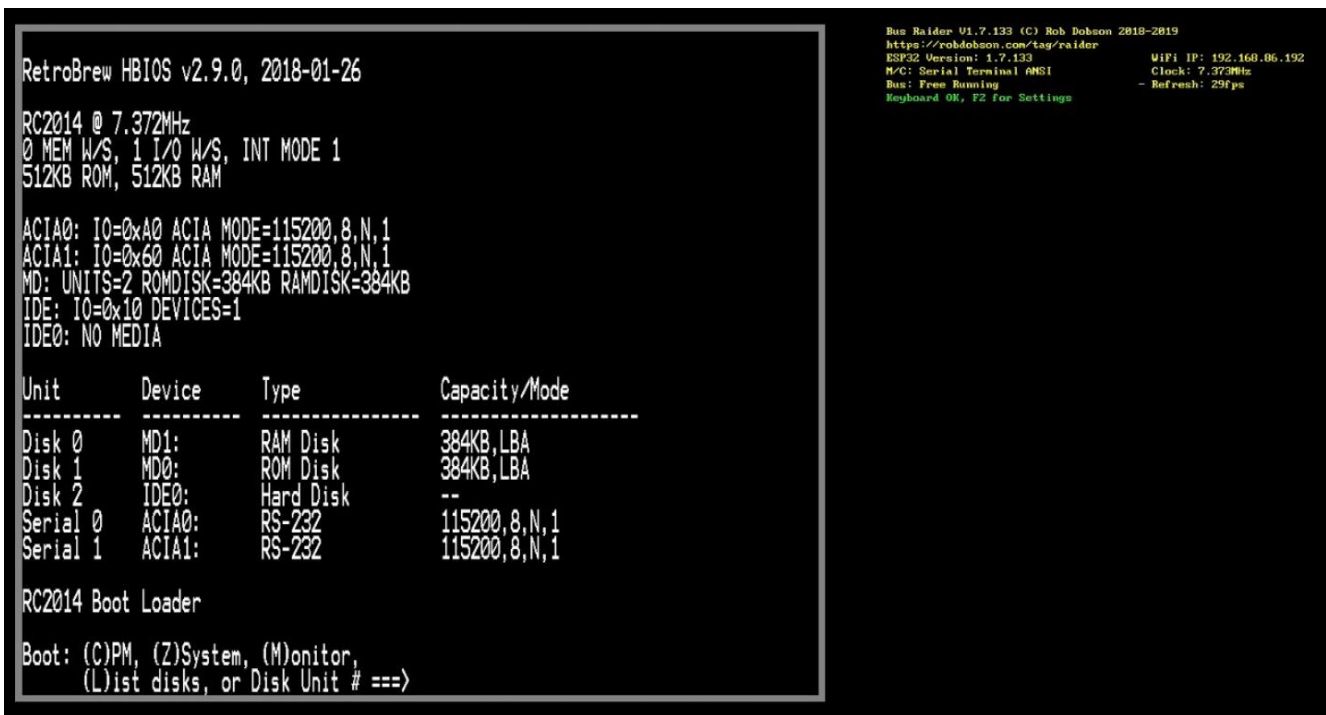 RetroBrew HBIOS v2.9.0, 2018-01-26
RC2014 @ 7.372MHz
0 MEM W/S, 1 I/O W/S, INT MODE 1
512KB ROM, 512KB RAM
ACIA0: IO=0xA0 ACIA MODE=115200,8,N,1
ACIA1: IO=0x60 ACIA MODE=115200,8,N,1
MD: UNITS=2 ROMDISK=384KB RAMDISK=384KB
IDE: IO=0x10 DEVICES=1
IDE0: NO MEDIA
Unit Device Type Capacity/Mode
---------- ---------- ---------------- --------------------
Disk 0 MD1: RAM Disk 384KB,LBA
Disk 1 MD0: ROM Disk 384KB,LBA
Disk 2 IDE0: Hard Disk --
Serial 0 ACIA0: RS-232 115200,8,N,1
Serial 1 ACIA1: RS-232 115200,8,N,1
RC2014 Boot Loader
Boot: (C)PM, (Z)System, (M)onitor,
(L)ist disks, or Disk Unit # ===>
Bus Raider V1.7.133 (C) Rob Dobson 2018-2019
https://robdobson.com/tag/raider
ESP32 Version: 1.7.133 WiFi IP: 192.168.86.192
M/C: Serial Terminal ANSI Clock: 7.373MHz
Bus: Free Running - Refresh: 29fps
Keyboard OK, F2 for Settings